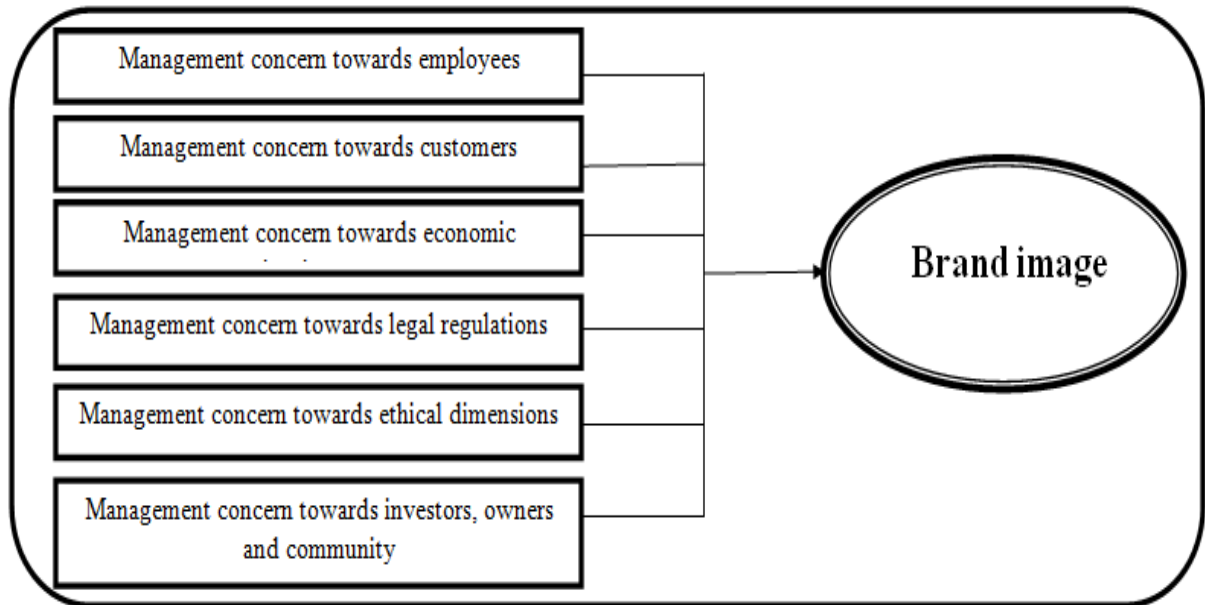 Management concern towards employees
Management concern towards customers
Management concern towards economic
Management concern towards legal regulations
Management concern towards ethical dimensions
Management concern towards investors, owners
and community
Brand image